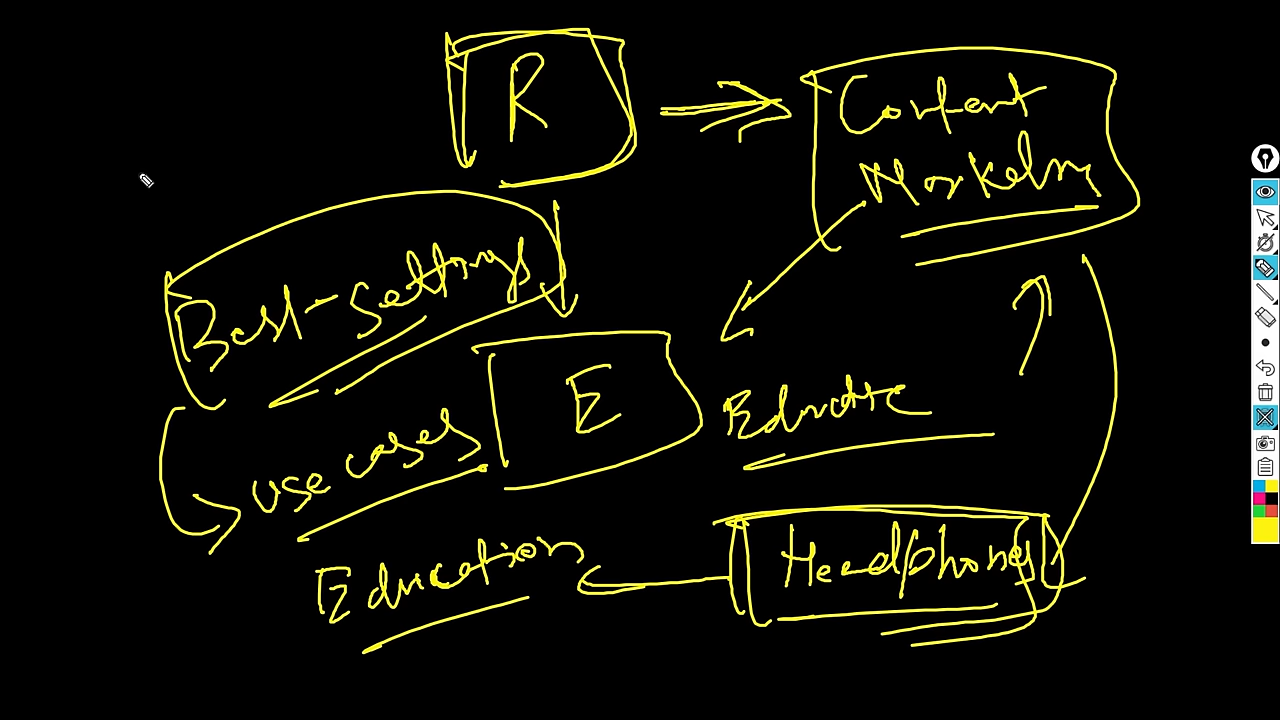 R
Content
Marketing
Best-settings
E
Educate
use cases
Headphones
Education